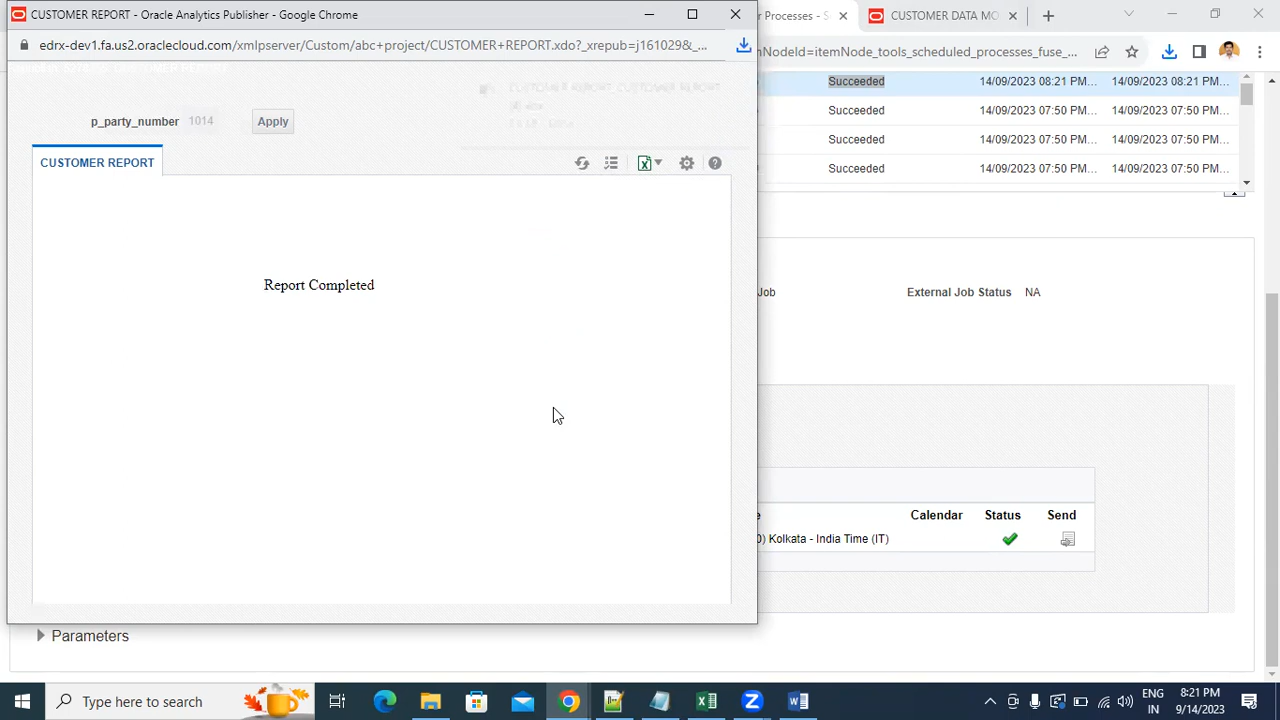 CUSTOMER REPORT - Oracle Analytics Publisher - Google Chrome
er Processes - S
CUSTOMER DATA MO
edrx-dev1.fa.us2.oraclecloud.com/xmlpserver/Custom/abc+project/CUSTOMER+REPORT.xdo?_xrepub=j161029&_...
mNodeId=itemNode_tools_scheduled_processes_fuse_...
p_party_number 1014 Apply
CUSTOMER REPORT
Report Completed
Succeeded 14/09/2023 08:21 PM... 14/09/2023 08:21 PM...
Succeeded 14/09/2023 07:50 PM... 14/09/2023 07:50 PM...
Succeeded 14/09/2023 07:50 PM... 14/09/2023 07:50 PM...
Succeeded 14/09/2023 07:50 PM... 14/09/2023 07:50 PM...
Job External Job Status NA
e Calendar Status Send
0) Kolkata - India Time (IT)
Parameters
Type here to search
ENG
IN
8:21 PM
9/14/2023